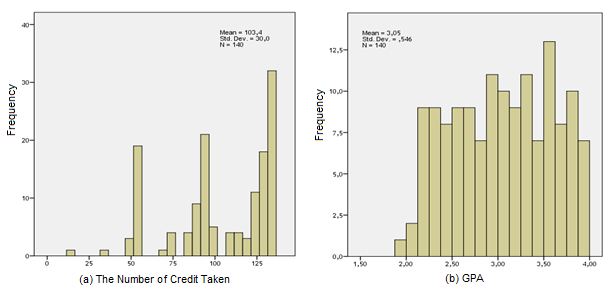 Mean = 103,4
Std. Dev. = 30,0
N = 140
40
30
20
10
0
Frequency
0 25 50 75 100 125
(a) The Number of Credit Taken
Mean = 3,05
Std. Dev. = ,546
N = 140
12,5
10,0
7,5
5,0
2,5
0,0
Frequency
1,50 2,00 2,50 3,00 3,50 4,00
(b) GPA